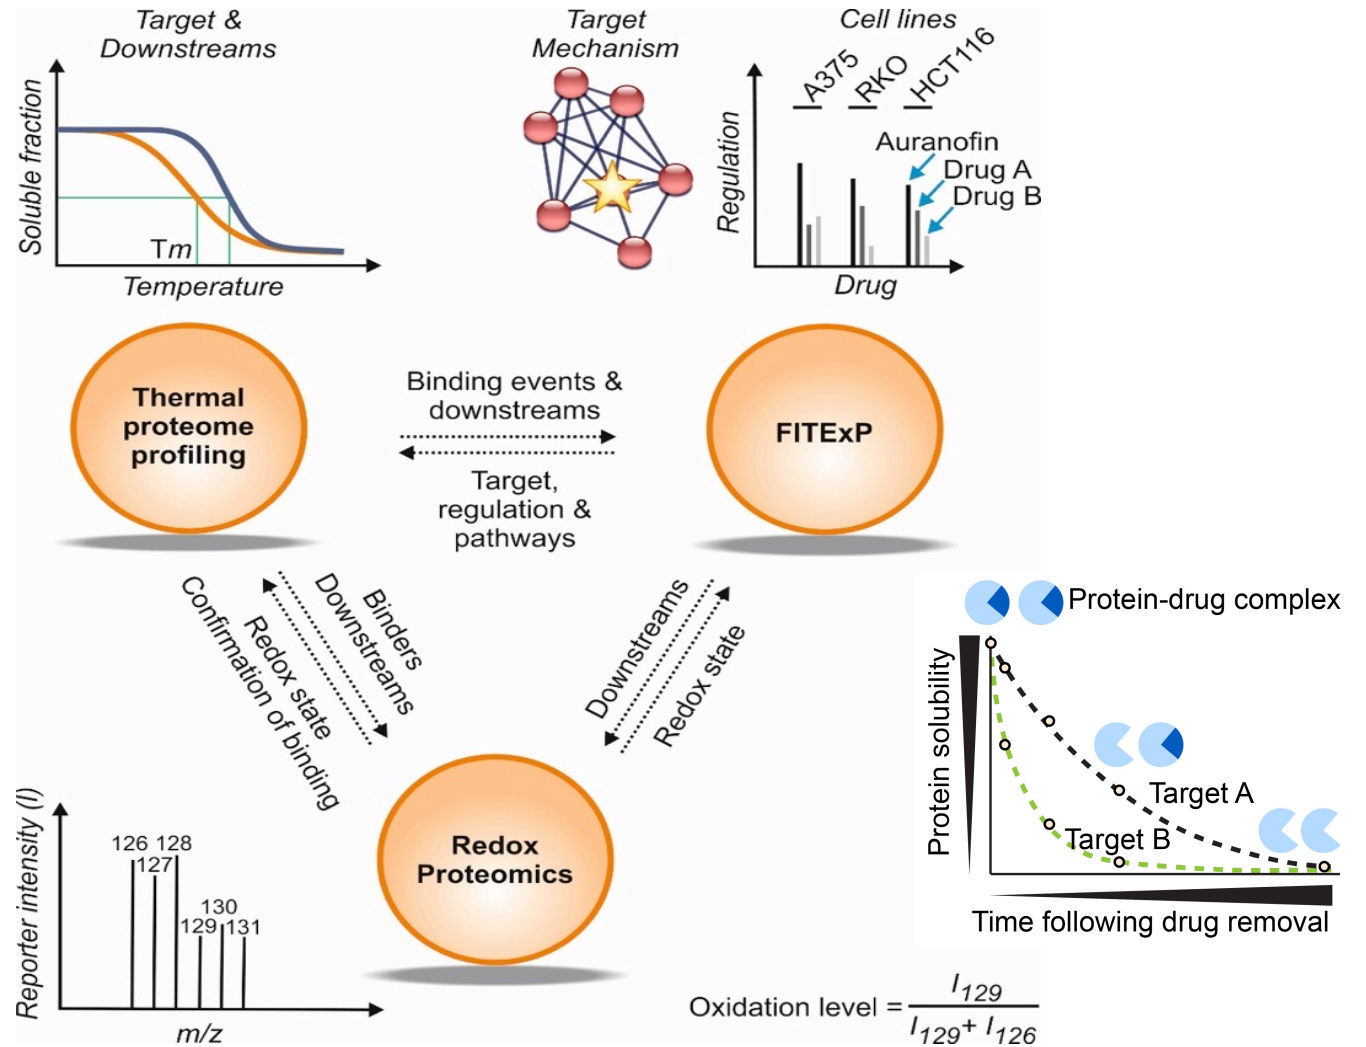 Target &
Downstreams
Soluble fraction
Tm
Temperature
Target
Mechanism
Cell lines
A375
RKO
HCT116
Regulation
Auranofin
Drug A
Drug B
Drug
Thermal
proteome
profiling
Binding events &
downstreams
Target,
regulation &
pathways
FITExP
Binders
Downstreams
Redox state
Confirmation of binding
Downstreams
Redox state
Redox
Proteomics
Reporter intensity (I)
126 128
127
130
129 131
m/z
Oxidation level = I129 / I129 + I126
Protein-drug complex
Protein solubility
Target A
Target B
Time following drug removal